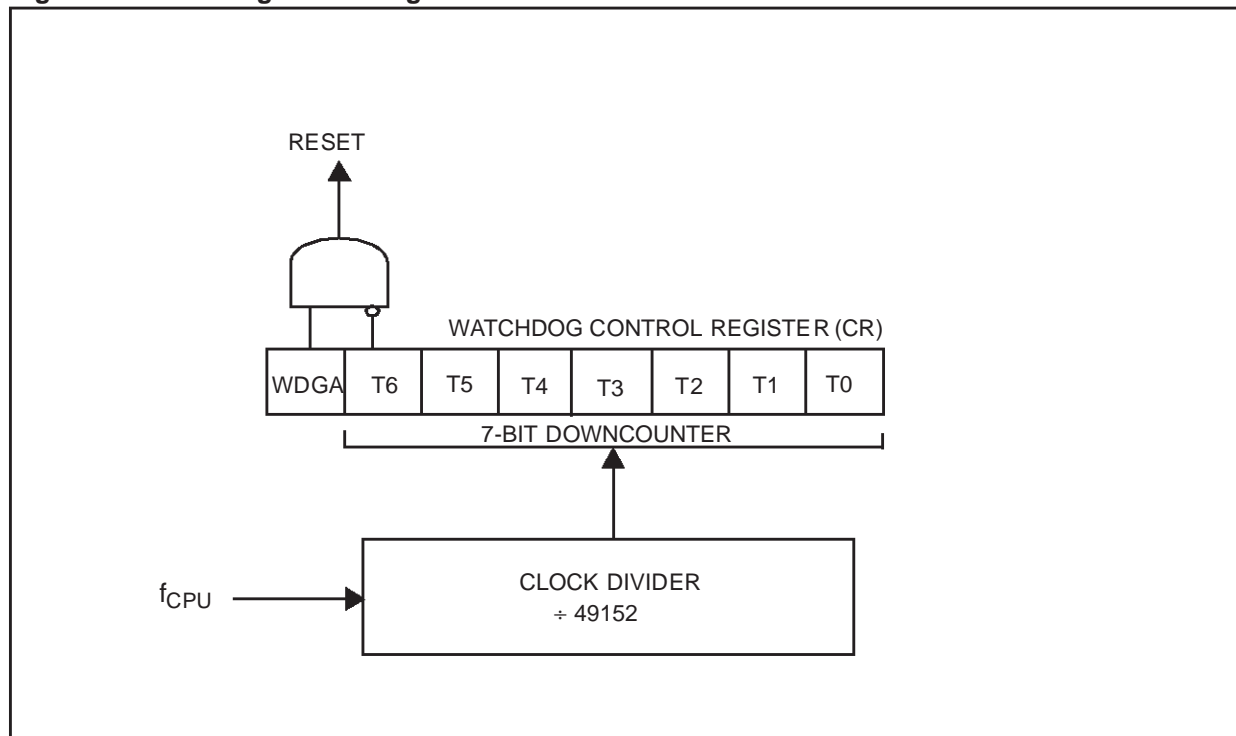 RESET
WATCHDOG CONTROL REGISTER (CR)
WDGA T6 T5 T4 T3 T2 T1 T0
7-BIT DOWNCOUNTER
fCPU
CLOCK DIVIDER
÷ 49152